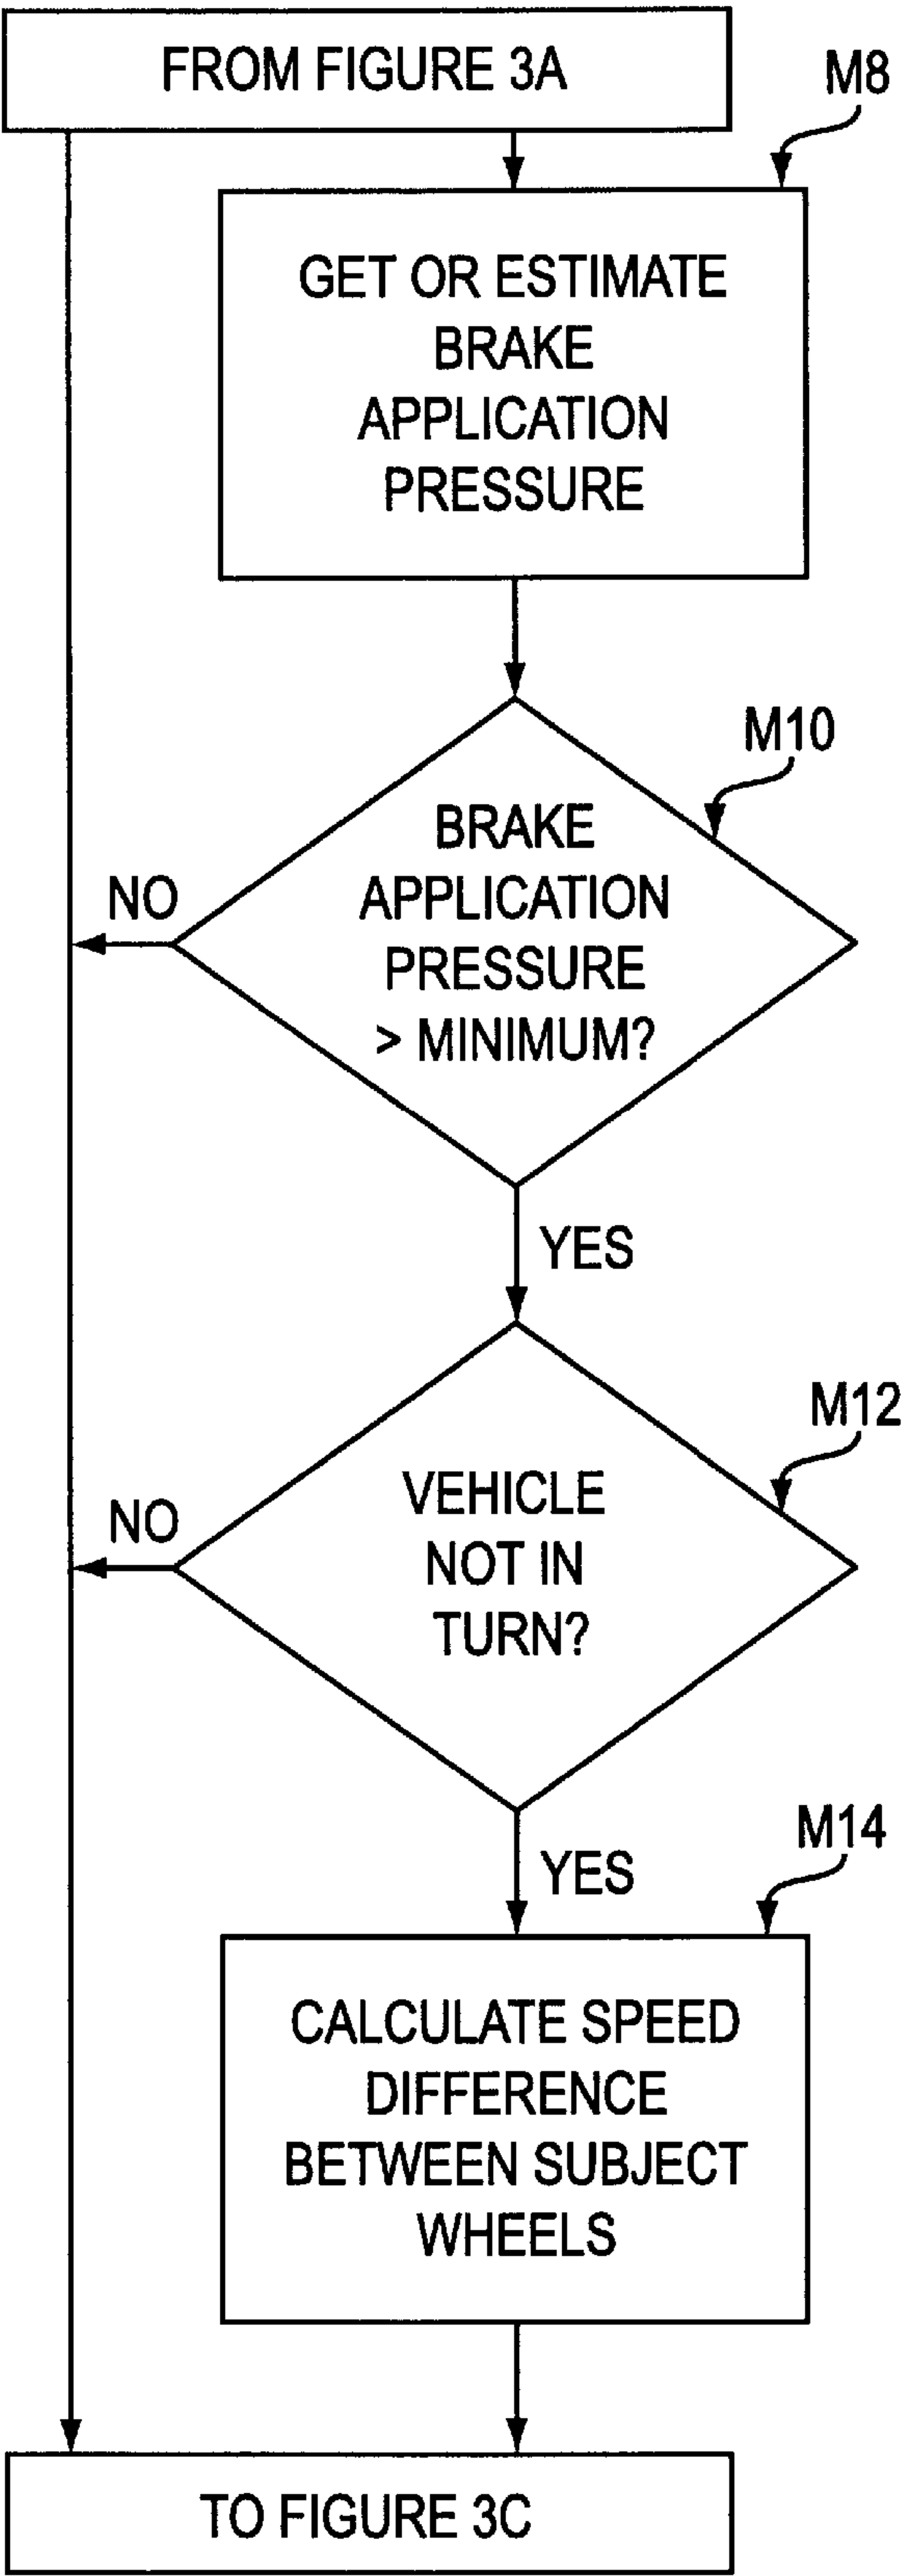 FROM FIGURE 3A
M8
GET OR ESTIMATE
BRAKE
APPLICATION
PRESSURE
M10
BRAKE
APPLICATION
PRESSURE
> MINIMUM?
NO
YES
M12
VEHICLE
NOT IN
TURN?
NO
YES
M14
CALCULATE SPEED
DIFFERENCE
BETWEEN SUBJECT
WHEELS
TO FIGURE 3C